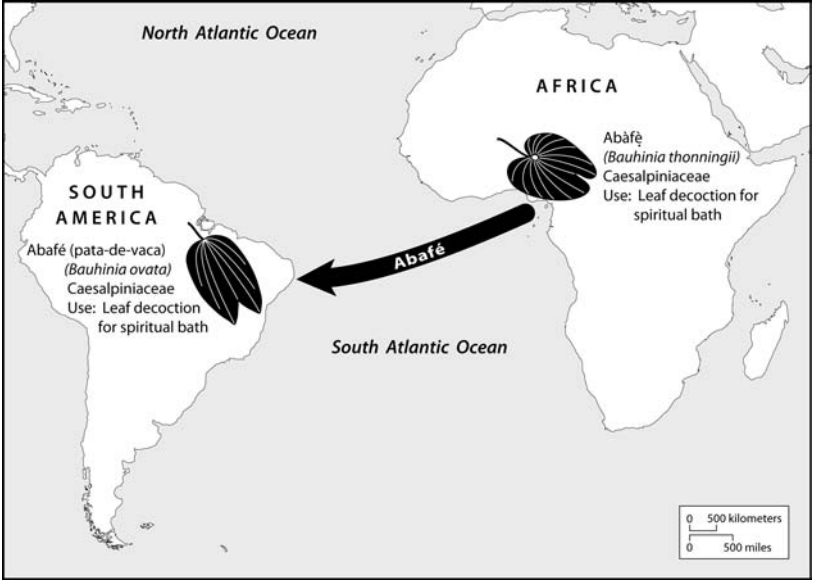 North Atlantic Ocean
AFRICA
Abàfẹ̀
(Bauhinia thonningii)
Caesalpiniaceae
Use: Leaf decoction for
spiritual bath
SOUTH
AMERICA
Abafé (pata-de-vaca)
(Bauhinia ovata)
Caesalpiniaceae
Use: Leaf decoction
for spiritual bath
Abafé
South Atlantic Ocean
0 500 kilometers
0 500 miles